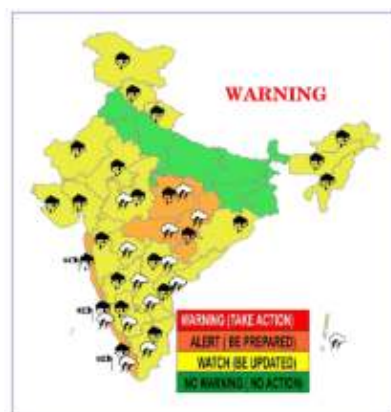 WARNING
WARNING (TAKE ACTION)
ALERT ( BE PREPARED)
WATCH (BE UPDATED)
NO WARNING ( NO ACTION)